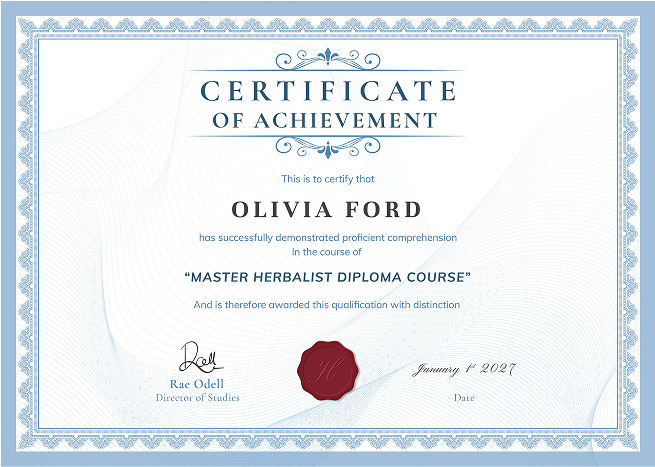 CERTIFICATE
OF ACHIEVEMENT
This is to certify that
OLIVIA FORD
has successfully demonstrated proficient comprehension
In the course of
“MASTER HERBALIST DIPLOMA COURSE”
And is therefore awarded this qualification with distinction
Rae Odell
Director of Studies
H
January 1st 2027
Date